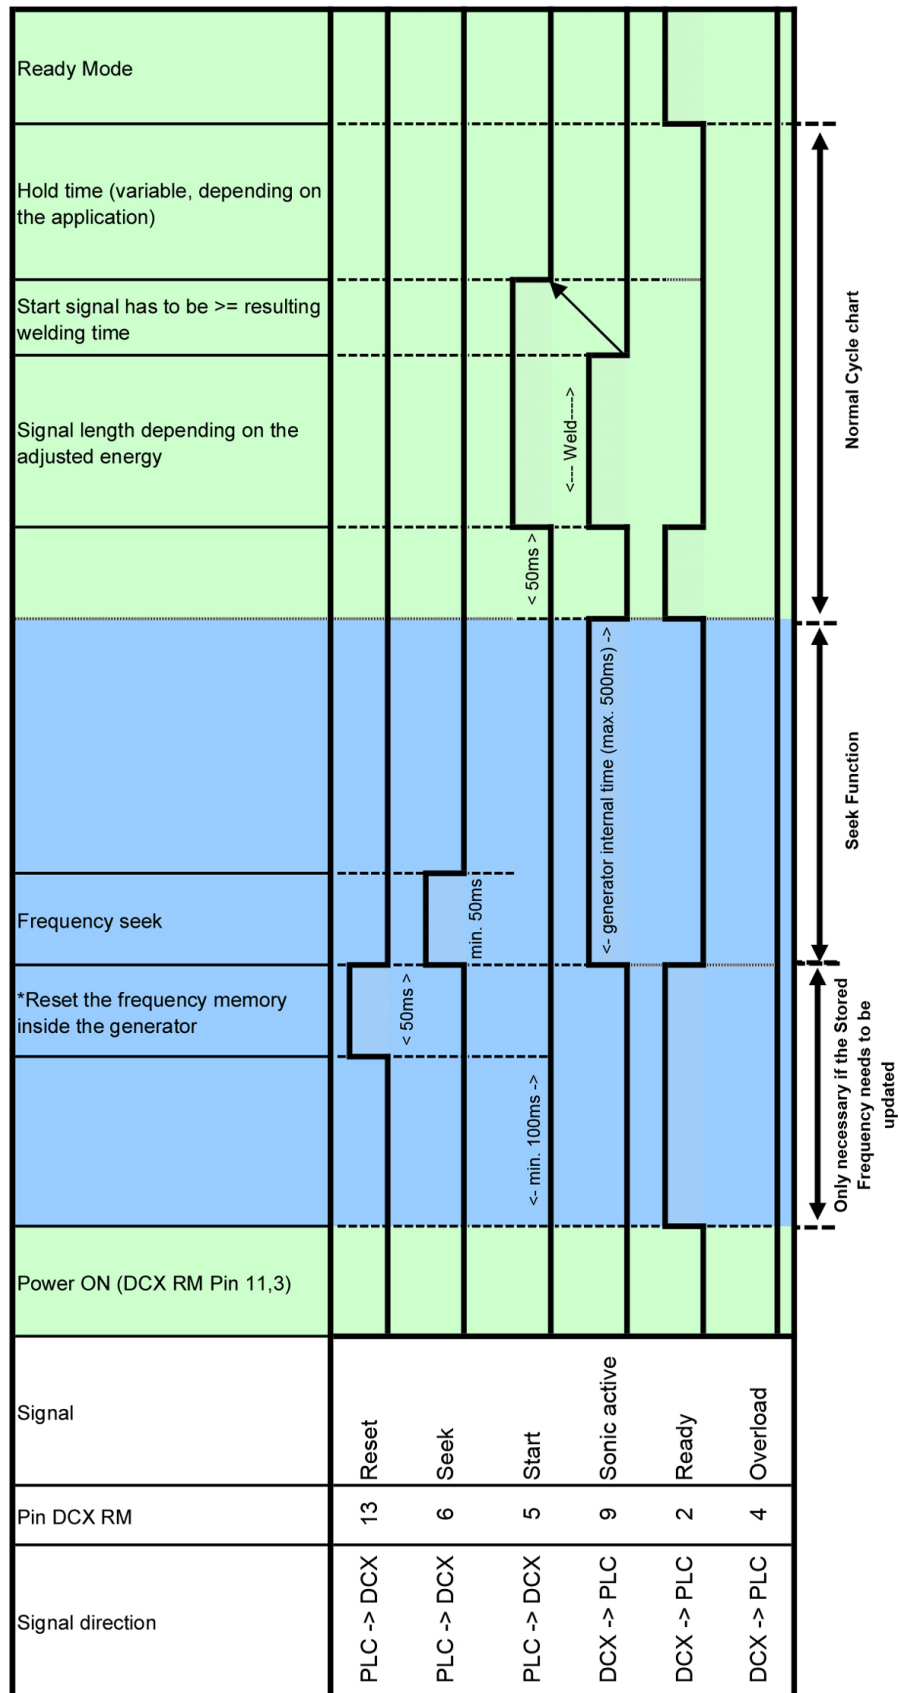 Ready Mode
Hold time (variable, depending on
the application)
Start signal has to be >= resulting
welding time
Signal length depending on the
adjusted energy
<--- Weld---->
< 50ms >
Normal Cycle chart
<- generator internal time (max. 500ms) ->
Seek Function
Frequency seek
min. 50ms
*Reset the frequency memory
inside the generator
< 50ms >
<- min. 100ms ->
Only necessary if the Stored
Frequency needs to be
updated
Power ON (DCX RM Pin 11,3)
Signal
Reset
Seek
Start
Sonic active
Ready
Overload
Pin DCX RM
13
6
5
9
2
4
Signal direction
PLC -> DCX
PLC -> DCX
PLC -> DCX
DCX -> PLC
DCX -> PLC
DCX -> PLC